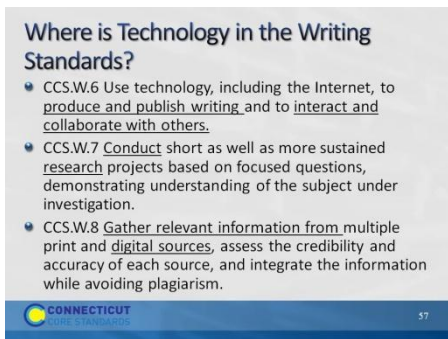 Where is Technology in the Writing
Standards?
CCS.W.6 Use technology, including the Internet, to
produce and publish writing and to interact and
collaborate with others.
CCS.W.7 Conduct short as well as more sustained
research projects based on focused questions,
demonstrating understanding of the subject under
investigation.
CCS.W.8 Gather relevant information from multiple
print and digital sources, assess the credibility and
accuracy of each source, and integrate the information
while avoiding plagiarism.
CONNECTICUT
CORE STANDARDS
57